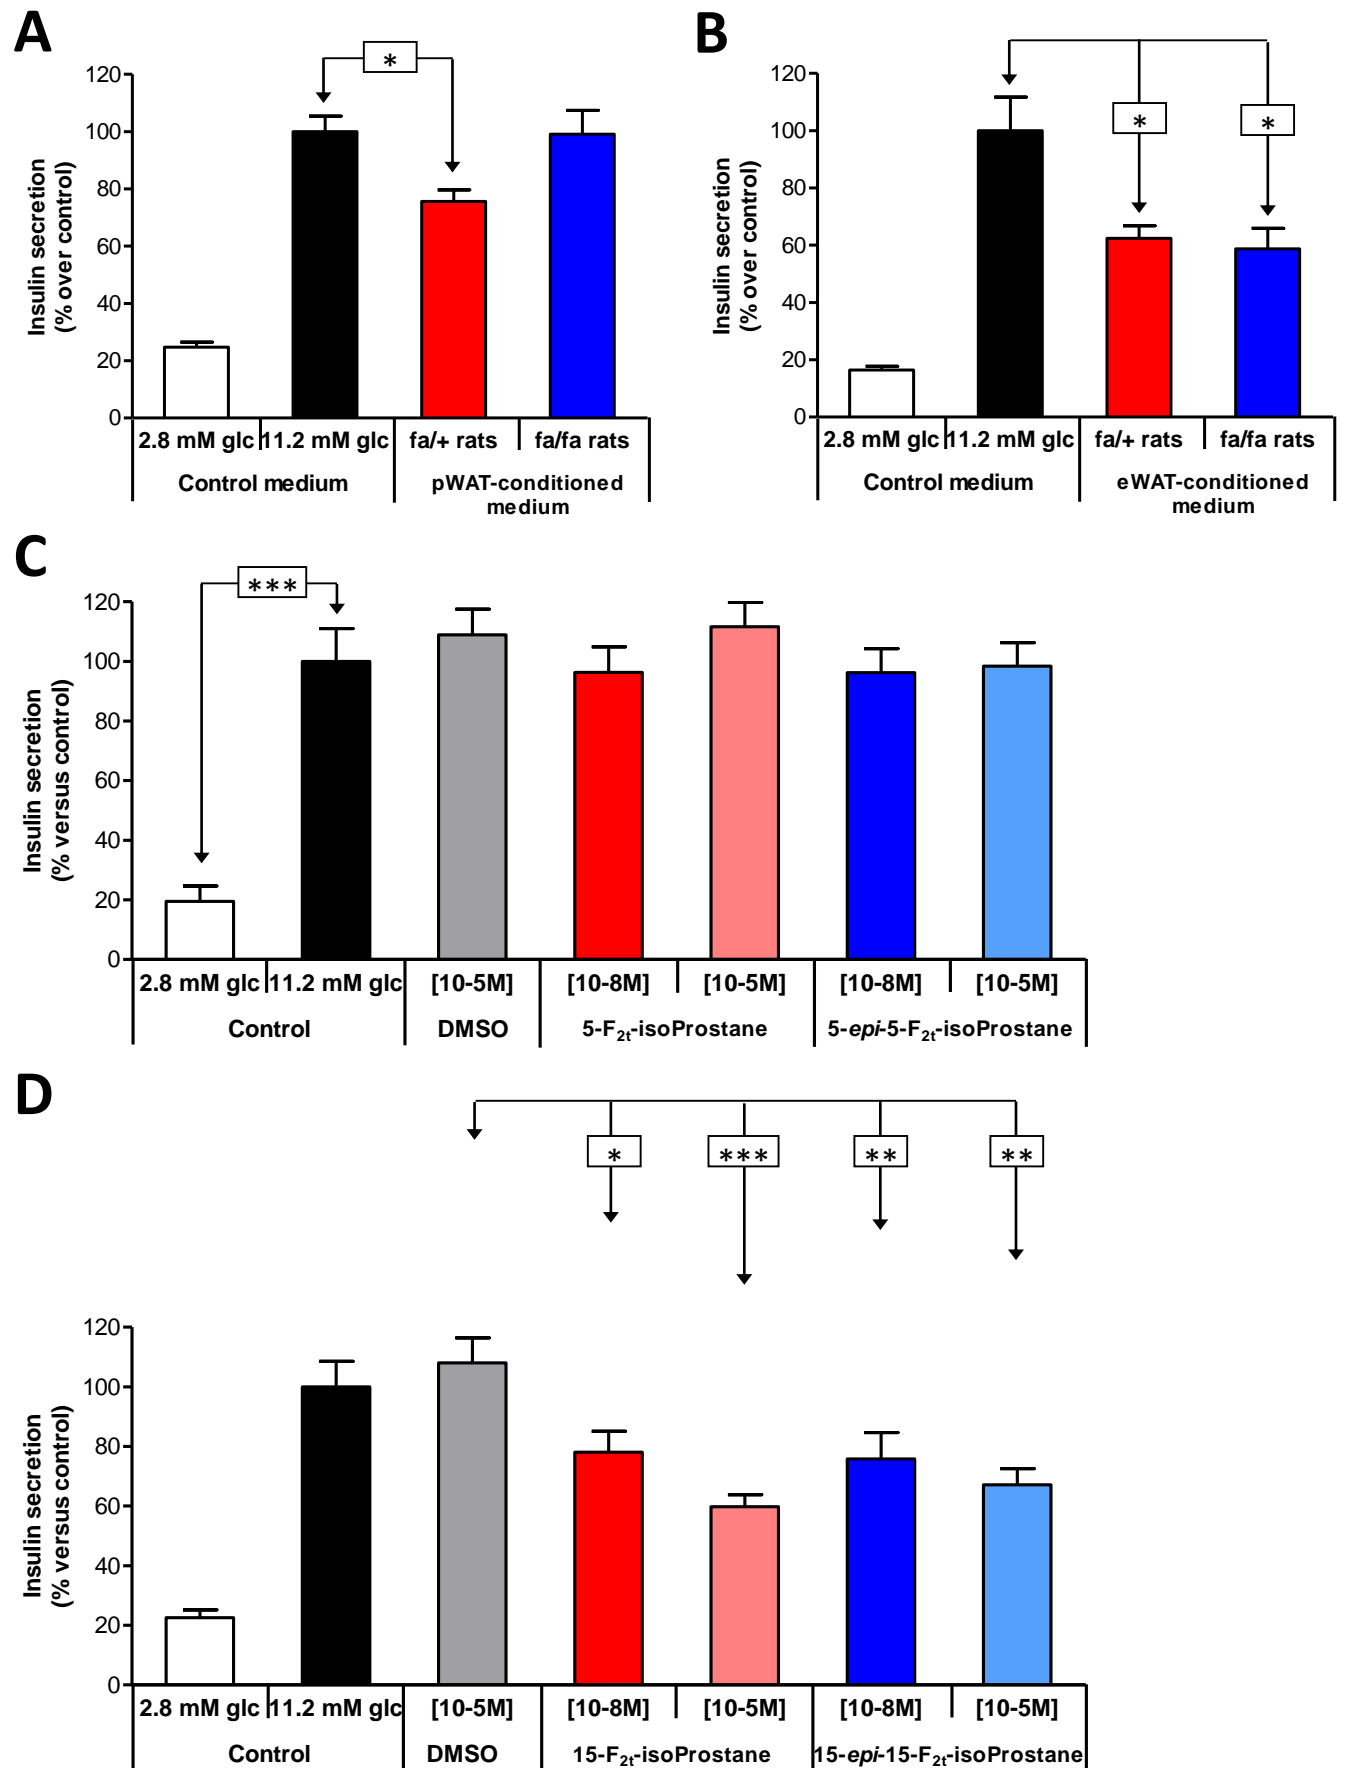 A
*
120
100
80
60
40
20
0
Insulin secretion
(% over control)
2.8 mM glc 11.2 mM glc fa/+ rats fa/fa rats
Control medium pWAT-conditioned
medium
B
* *
120
100
80
60
40
20
0
Insulin secretion
(% over control)
2.8 mM glc 11.2 mM glc fa/+ rats fa/fa rats
Control medium eWAT-conditioned
medium
C
***
120
100
80
60
40
20
0
Insulin secretion
(% versus control)
2.8 mM glc 11.2 mM glc [10-5M] [10-8M] [10-5M] [10-8M] [10-5M]
Control DMSO 5-F2t-isoProstane 5-epi-5-F2t-isoProstane
D
* *** ** **
120
100
80
60
40
20
0
Insulin secretion
(% versus control)
2.8 mM glc 11.2 mM glc [10-5M] [10-8M] [10-5M] [10-8M] [10-5M]
Control DMSO 15-F2t-isoProstane 15-epi-15-F2t-isoProstane